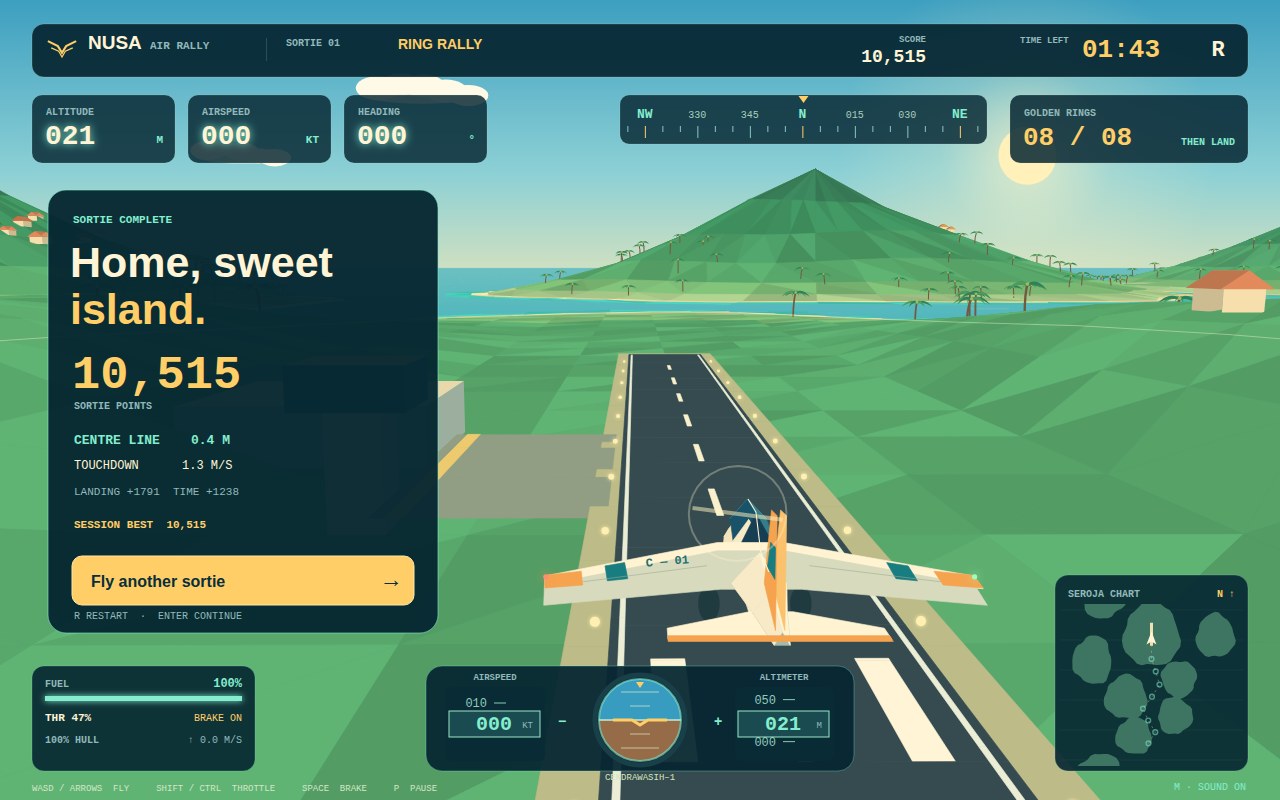 NUSA AIR RALLY
SORTIE 01
RING RALLY
SCORE
10,515
TIME LEFT
01:43
R
ALTITUDE
021 M
AIRSPEED
000 KT
HEADING
000 °
NW 330 345 N 015 030 NE
GOLDEN RINGS
08 / 08
THEN LAND
SORTIE COMPLETE
Home, sweet
island.
10,515
SORTIE POINTS
CENTRE LINE 0.4 M
TOUCHDOWN 1.3 M/S
LANDING +1791 TIME +1238
SESSION BEST 10,515
Fly another sortie →
R RESTART · ENTER CONTINUE
C — 01
FUEL 100%
THR 47% BRAKE ON
100% HULL ↑ 0.0 M/S
AIRSPEED
010 —
000 KT
−
+
ALTIMETER
050 —
021 M
000 —
SEROJA CHART N ↑
CENDRAWASIH-1
WASD / ARROWS FLY SHIFT / CTRL THROTTLE SPACE BRAKE P PAUSE
M · SOUND ON